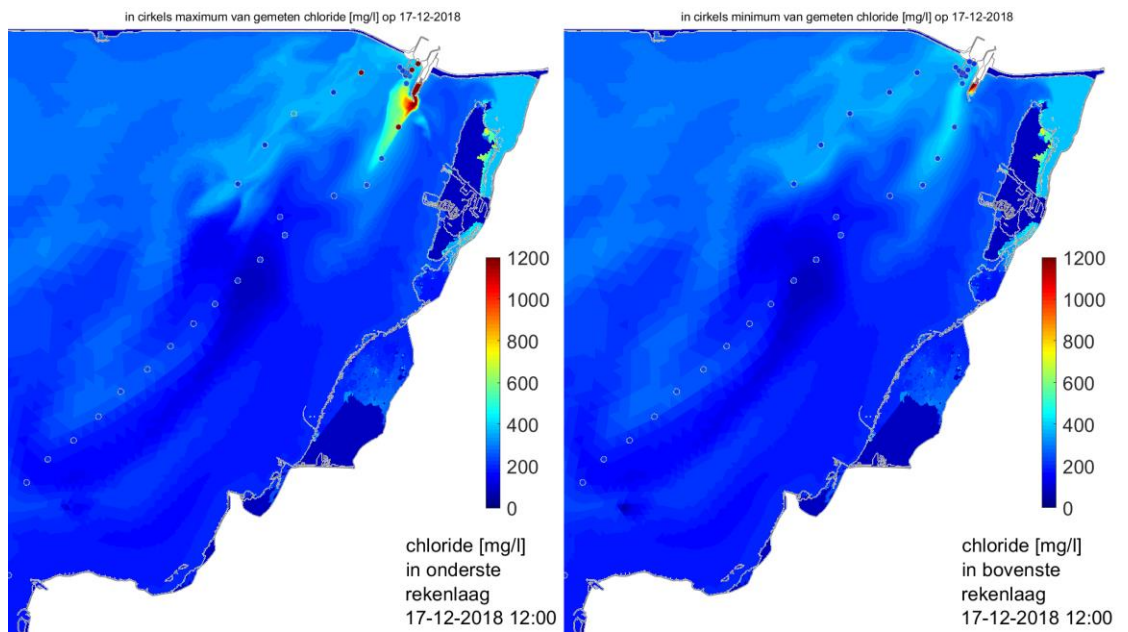 in cirkels maximum van gemeten chloride [mg/l] op 17-12-2018
1200
1000
800
600
400
200
0
chloride [mg/l]
in onderste
rekenlaag
17-12-2018 12:00
in cirkels minimum van gemeten chloride [mg/l] op 17-12-2018
1200
1000
800
600
400
200
0
chloride [mg/l]
in bovenste
rekenlaag
17-12-2018 12:00